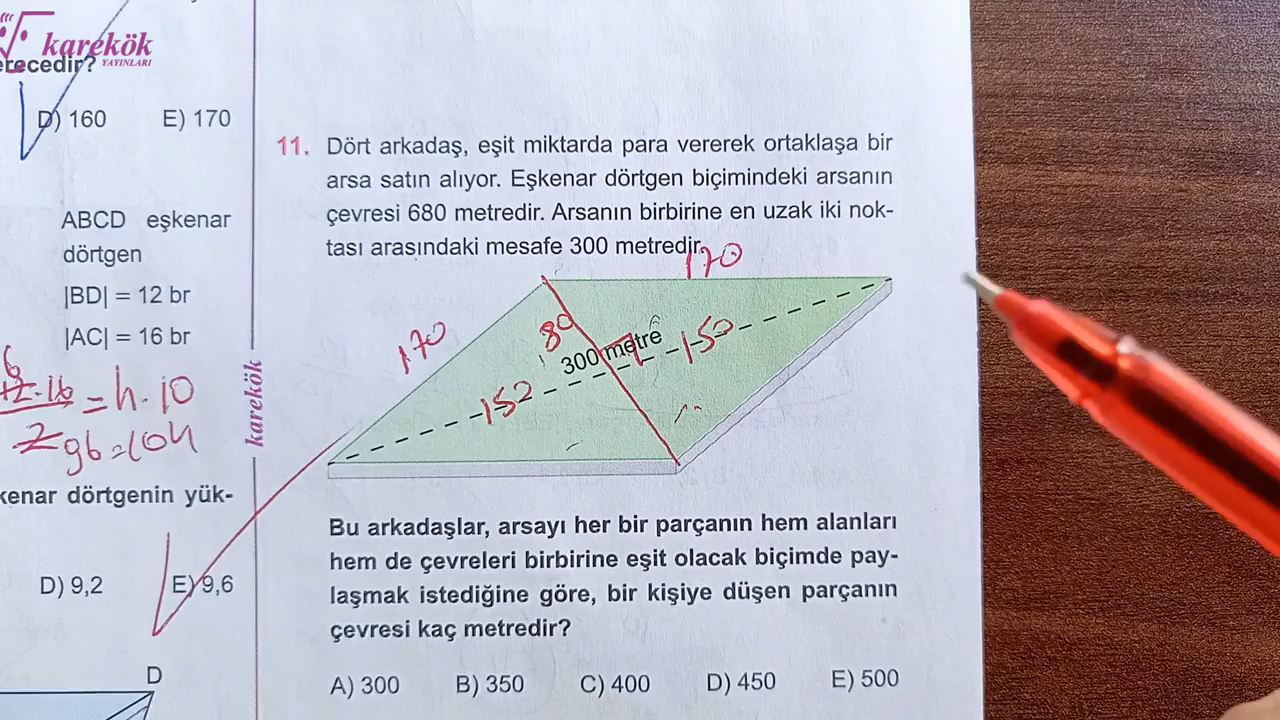 karekök
YAYINLARI
erecedir?
D) 160 E) 170
ABCD eşkenar
dörtgen
|BD| = 12 br
|AC| = 16 br
= h. 10
kenar dörtgenin yük-
D) 9,2 E) 9,6
D
karekök
11. Dört arkadaş, eşit miktarda para vererek ortaklaşa bir
arsa satın alıyor. Eşkenar dörtgen biçimindeki arsanın
çevresi 680 metredir. Arsanın birbirine en uzak iki nok-
tası arasındaki mesafe 300 metredir.
170
170
80
300 metre
150
150
Bu arkadaşlar, arsayı her bir parçanın hem alanları
hem de çevreleri birbirine eşit olacak biçimde pay-
laşmak istediğine göre, bir kişiye düşen parçanın
çevresi kaç metredir?
A) 300 B) 350 C) 400 D) 450 E) 500